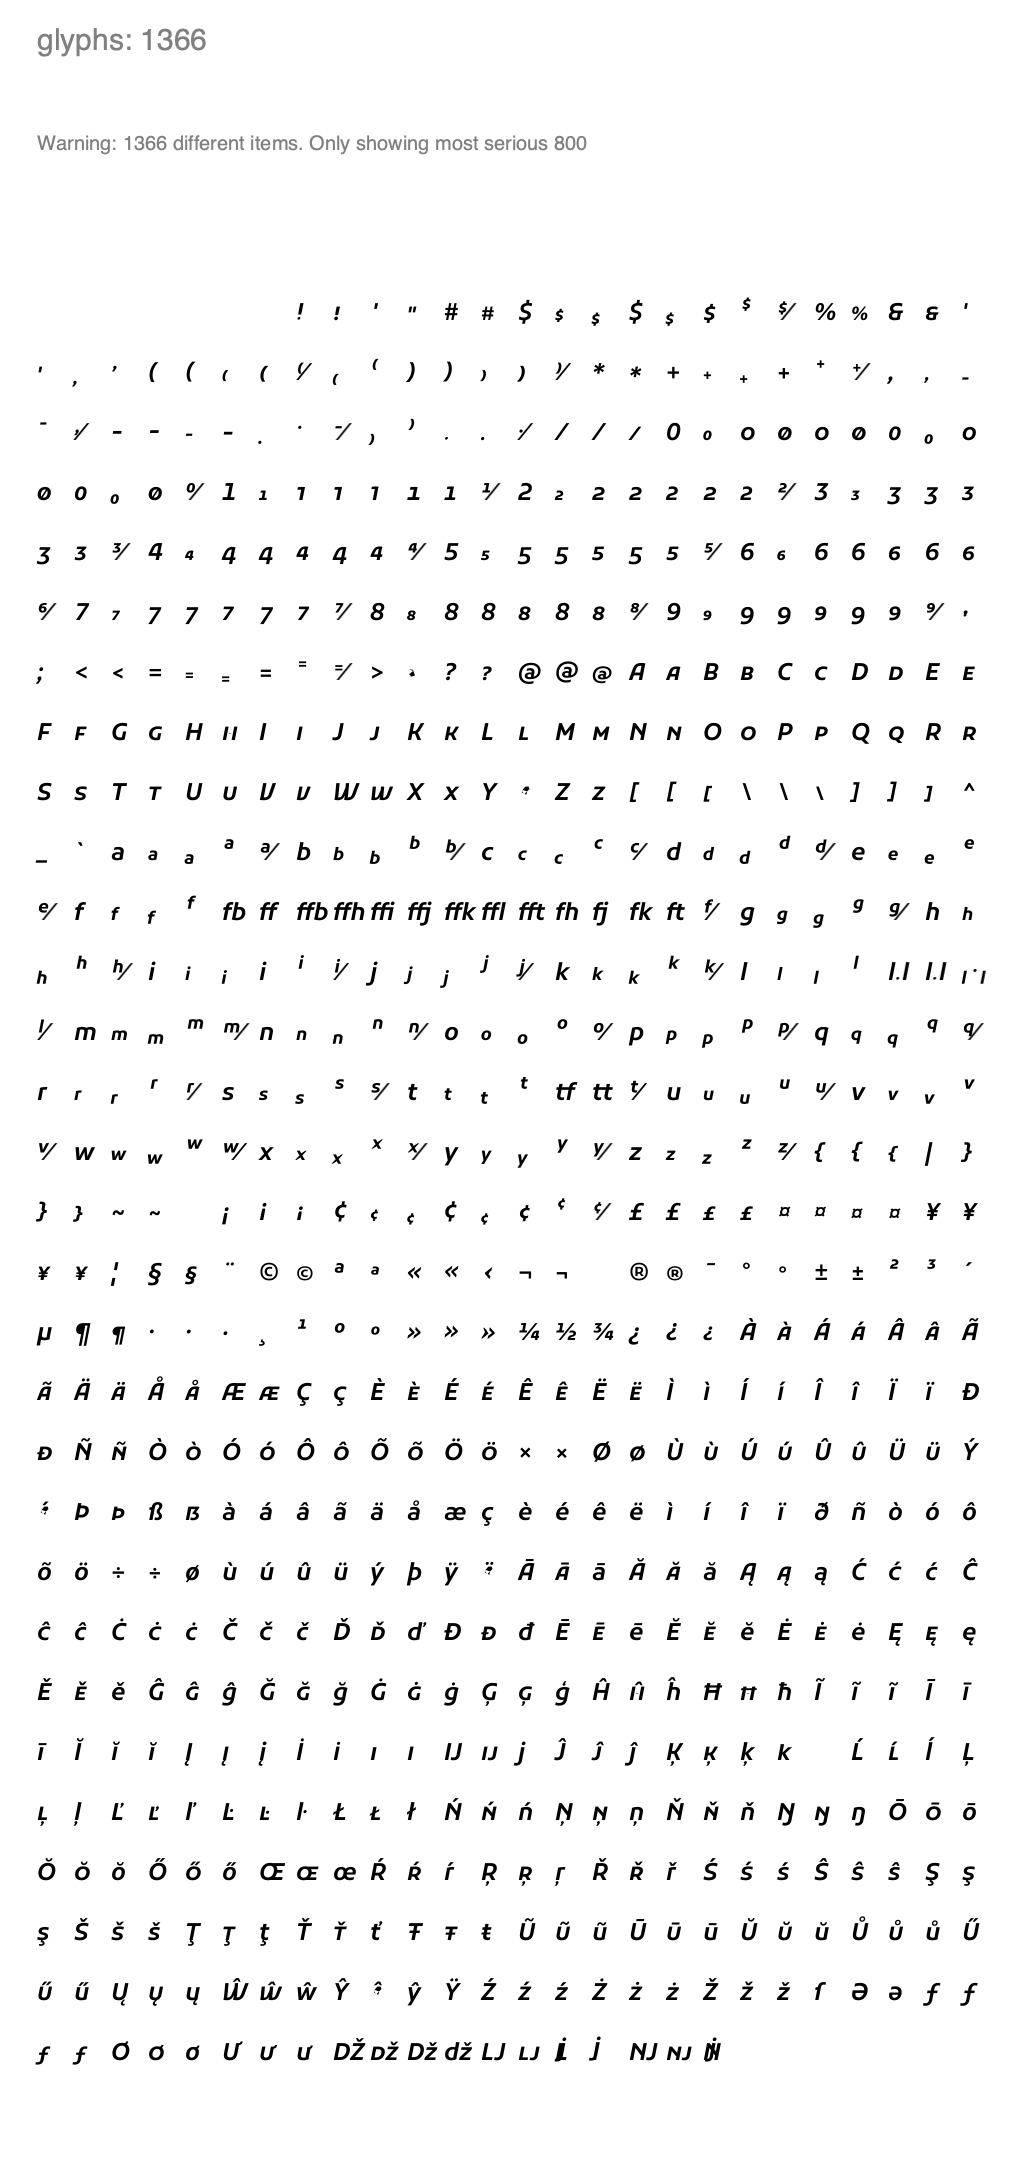 glyphs: 1366
Warning: 1366 different items. Only showing most serious 800
! ! ' " # # $ $ $ $ $ $ $ $⁄ % % & & '
' , ’ ( ( ( ( (⁄ ( ( ) ) ) ) )⁄ * * + + + + + +⁄ , , -
- ,⁄ - - - - . . -⁄ ) ) . . .⁄ / / / 0 0 0 0 0 0 0 0 0
0 0 0 0 0⁄ 1 1 1 1 1 1 1 1⁄ 2 2 2 2 2 2 2 2⁄ 3 3 3 3 3
3 3 3⁄ 4 4 4 4 4 4 4 4⁄ 5 5 5 5 5 5 5 5⁄ 6 6 6 6 6 6 6
6⁄ 7 7 7 7 7 7 7 7⁄ 8 8 8 8 8 8 8 8⁄ 9 9 9 9 9 9 9 9⁄
; < < = = = = = =⁄ > ? ? @ @ @ A A B B C C D D E E
F F G G H H I I J J K K L L M M N N O O P P Q Q R R
S S T T U U V V W W X X Y Z Z [ [ [ \ \ \ ] ] ] ^
_ ` a a a a a⁄ b b b b b⁄ c c c c c⁄ d d d d d⁄ e e e e
e⁄ f f f f fb ff ffb ffh ffi ffj ffk ffl fft fh fj fk ft f⁄ g g g g g⁄ h h
h h h⁄ i i i i i i⁄ j j j j j⁄ k k k k k⁄ l l l l l.l l.l l·l
l⁄ m m m m m⁄ n n n n n⁄ o o o o o⁄ p p p p p⁄ q q q q q⁄
r r r r r⁄ s s s s s⁄ t t t t tf tt t⁄ u u u u u⁄ v v v v
v⁄ w w w w w⁄ x x x x x⁄ y y y y y⁄ z z z z z⁄ { { { | }
} } ~ ~ ¡ ¡ ¡ ¢ ¢ ¢ ¢ ¢ ¢ ¢ ¢⁄ £ £ £ £ ¤ ¤ ¤ ¤ ¥ ¥
¥ ¥ ¦ § § ¨ © © ª ª « « ‹ ¬ ¬ ® ® ¯ ° ° ± ± ² ³ ´
µ ¶ ¶ · · · ¸ ¹ º º » » » ¼ ½ ¾ ¿ ¿ ¿ À À Á Á Â Â Ã
Ã Ä Ä Å Å Æ Æ Ç Ç È È É É Ê Ê Ë Ë Ì Ì Í Í Î Î Ï Ï Ð
Ð Ñ Ñ Ò Ò Ó Ó Ô Ô Õ Õ Ö Ö × × Ø Ø Ù Ù Ú Ú Û Û Ü Ü Ý
Þ Þ ß ß à á â ã ä å æ ç è é ê ë ì í î ï ð ñ ò ó ô
õ ö ÷ ÷ ø ù ú û ü ý þ ÿ Ā Ā ā Ă Ă ă Ą Ą ą Ć Ć ć Ĉ
Ĉ ĉ Ċ Ċ ċ Č Č č Ď Ď ď Đ Đ đ Ē Ē ē Ĕ Ĕ ĕ Ė Ė ė Ę Ę ę
Ě Ě ě Ĝ Ĝ ĝ Ğ Ğ ğ Ġ Ġ ġ Ģ Ģ ģ Ĥ Ĥ ĥ Ħ Ħ ħ Ĩ Ĩ ĩ Ī Ī
ī Ĭ Ĭ ĭ Į Į į İ i ı ı IJ IJ j Ĵ Ĵ ĵ Ķ Ķ ķ ĸ Ĺ Ĺ ĺ Ļ
Ļ ļ Ľ Ľ ľ Ŀ Ŀ ŀ Ł Ł ł Ń Ń ń Ņ Ņ ņ Ň Ň ň Ŋ Ŋ ŋ Ō Ō ō
Ŏ Ŏ ŏ Ő Ő ő Œ Œ œ Ŕ Ŕ ŕ Ŗ Ŗ ŗ Ř Ř ř Ś Ś ś Ŝ Ŝ ŝ Ş Ş
ş Š Š š Ţ Ţ ţ Ť Ť ť Ŧ Ŧ ŧ Ũ Ũ ũ Ū Ū ū Ŭ Ŭ ŭ Ů Ů ů Ű
Ű ű Ų Ų ų Ŵ Ŵ ŵ Ŷ ŷ Ÿ Ź Ź ź Ż Ż ż Ž Ž ž ſ Ə ə ƒ ƒ
ƒ ƒ Ơ Ơ ơ Ư Ư ư DŽ DŽ Dž dž LJ LJ NJ NJ